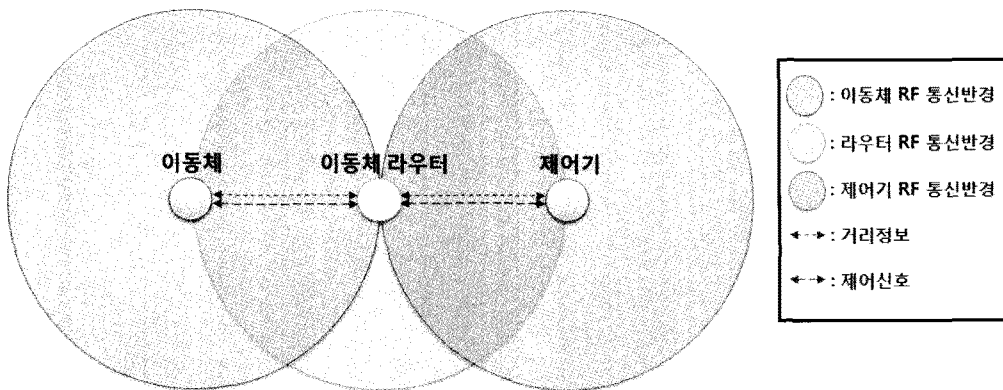 이동체
이동체 라우터
제어기
: 이동체 RF 통신반경
: 라우터 RF 통신반경
: 제어기 RF 통신반경
: 거리정보
: 제어신호